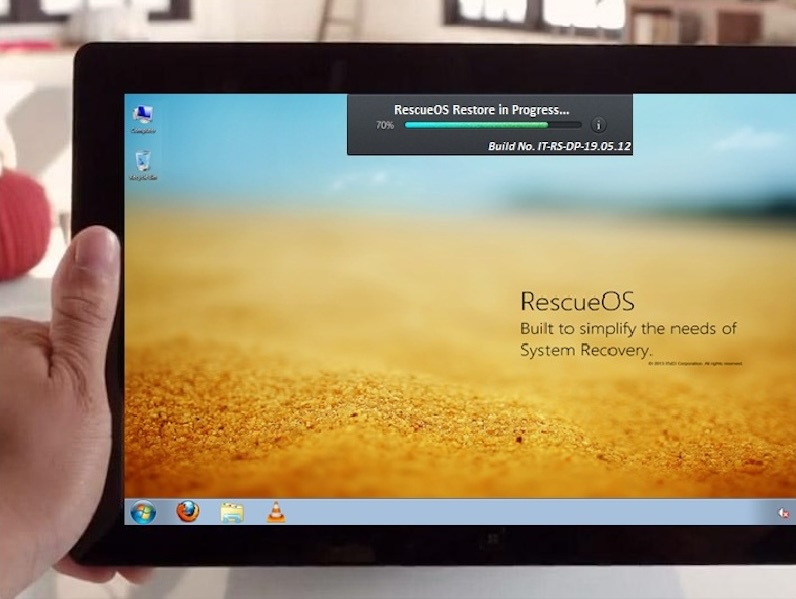 RescueOS Restore in Progress...
70%
Build No. IT-RS-DP-19.05.12
Computer
Recycle Bin
RescueOS
Built to simplify the needs of
System Recovery.